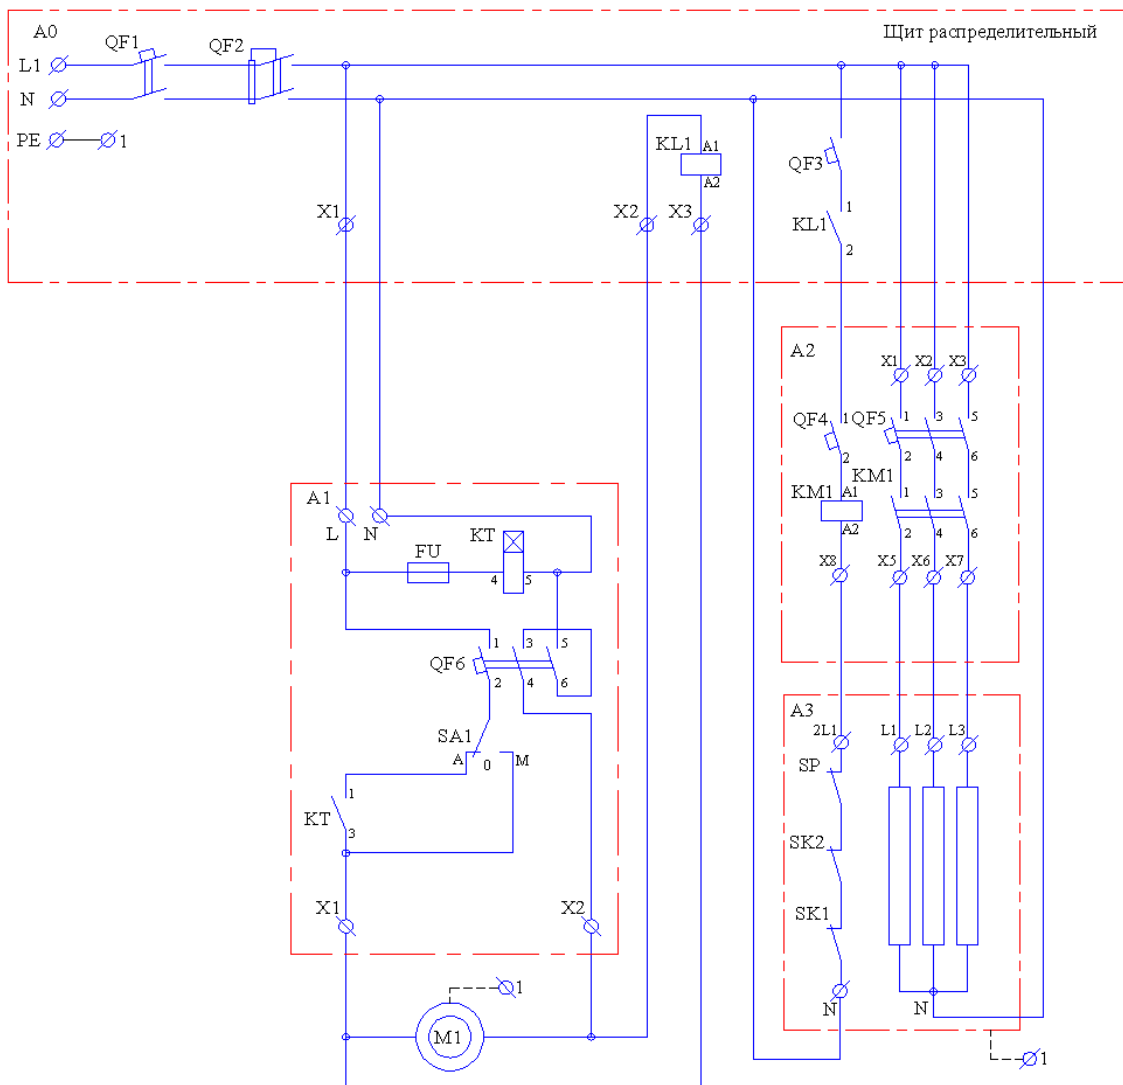 A0
Щит распределительный
QF1
QF2
L1
N
PE
1
KL1
A1
A2
QF3
X1
X2
X3
1
KL1
2
A2
X1
X2
X3
QF4
1
2
QF5
1
3
5
2
4
6
KM1
A1
KM1
A2
1
3
5
2
4
6
X8
X5
X6
X7
A1
L
N
KT
FU
4
5
1
3
5
QF6
2
4
6
SA1
A
0
M
1
KT
3
X1
X2
1
M1
A3
2L1
L1
L2
L3
SP
SK2
SK1
N
N
1